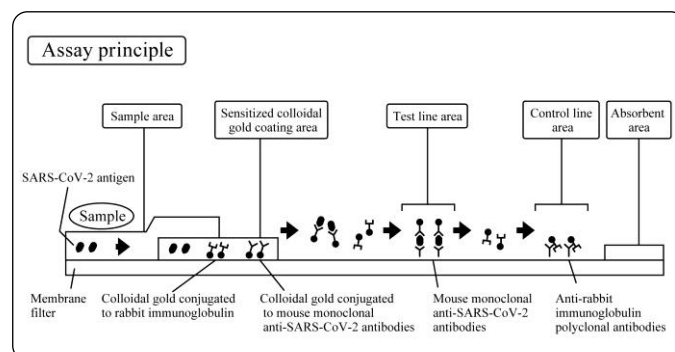 Assay principle
Sample area
Sensitized colloidal
gold coating area
Test line area
Control line
area
Absorbent
area
SARS-CoV-2 antigen
Sample
Membrane
filter
Colloidal gold conjugated
to rabbit immunoglobulin
Colloidal gold conjugated
to mouse monoclonal
anti-SARS-CoV-2 antibodies
Mouse monoclonal
anti-SARS-CoV-2
antibodies
Anti-rabbit
immunoglobulin
polyclonal antibodies